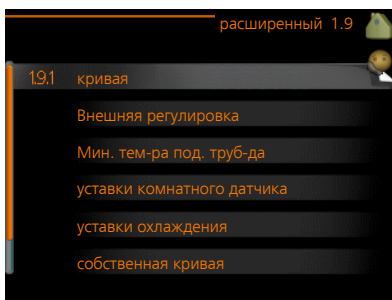 расширенный 1.9
1.9.1 кривая
Внешняя регулировка
Мин. тем-ра под. труб-да
уставки комнатного датчика
уставки охлаждения
собственная кривая